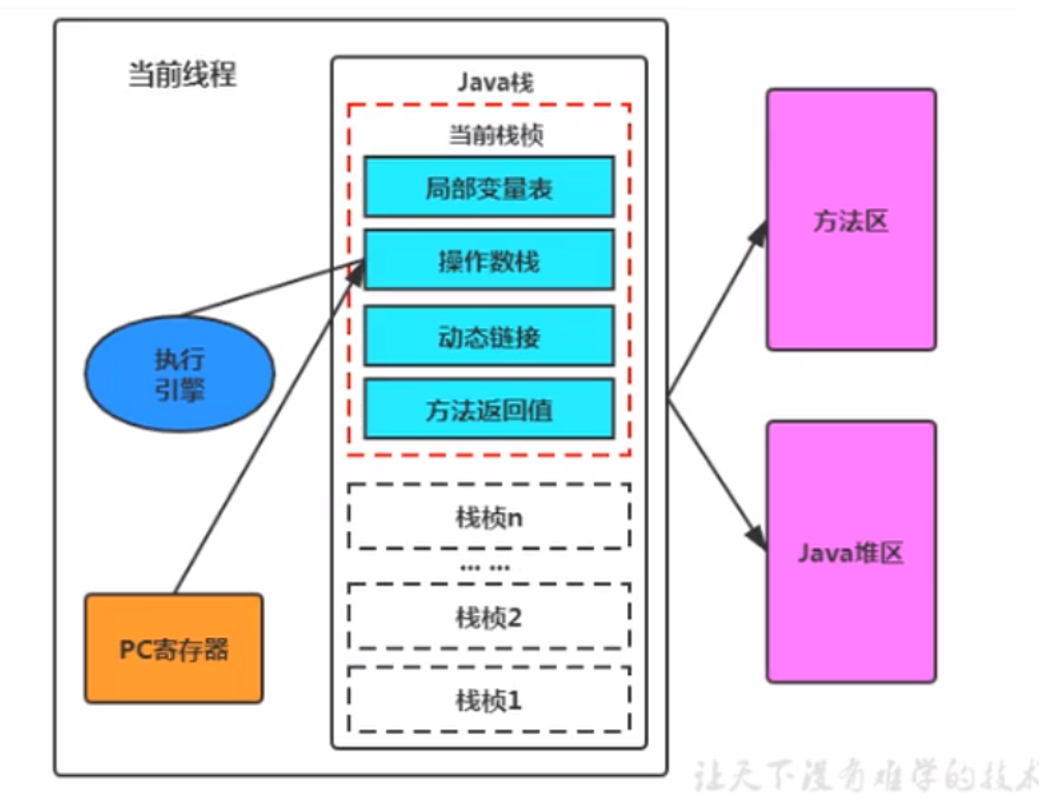 当前线程
Java栈
当前栈桢
局部变量表
操作数栈
动态链接
方法返回值
栈桢n
... ...
栈桢2
栈桢1
执行
引擎
PC寄存器
方法区
Java堆区
让天下没有难学的技术